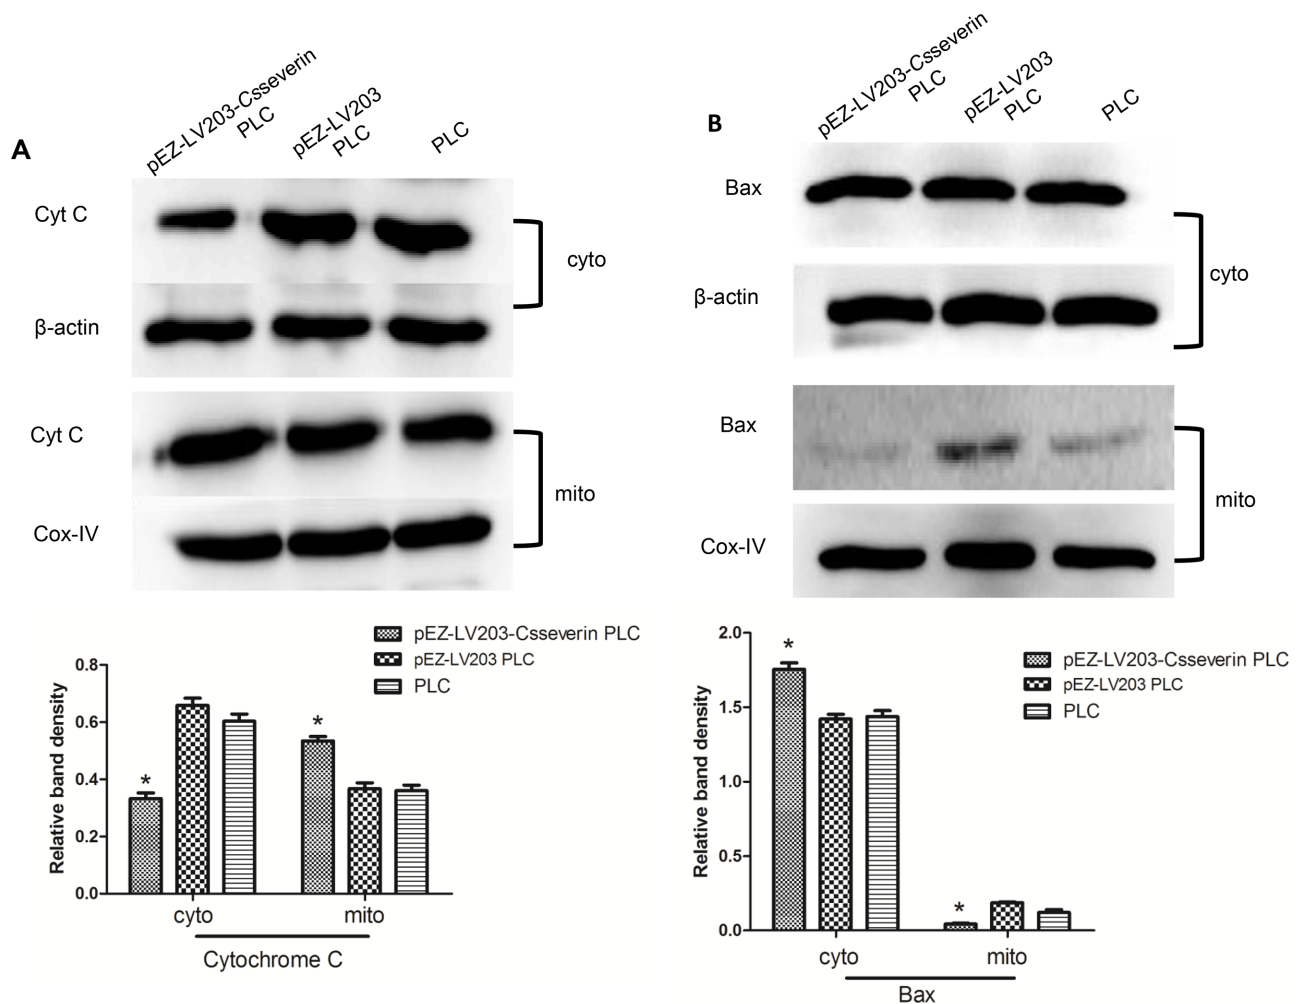 A
pEZ-LV203-Csseverin
PLC
pEZ-LV203
PLC
PLC
Cyt C
β-actin
cyto
Cyt C
Cox-IV
mito
pEZ-LV203-Csseverin PLC
pEZ-LV203 PLC
PLC
Relative band density
0.8
0.6
0.4
0.2
0.0
*
*
cyto
mito
Cytochrome C
B
pEZ-LV203-Csseverin
PLC
pEZ-LV203
PLC
PLC
Bax
β-actin
cyto
Bax
Cox-IV
mito
pEZ-LV203-Csseverin PLC
pEZ-LV203 PLC
PLC
Relative band density
2.0
1.5
1.0
0.5
0.0
*
*
cyto
mito
Bax